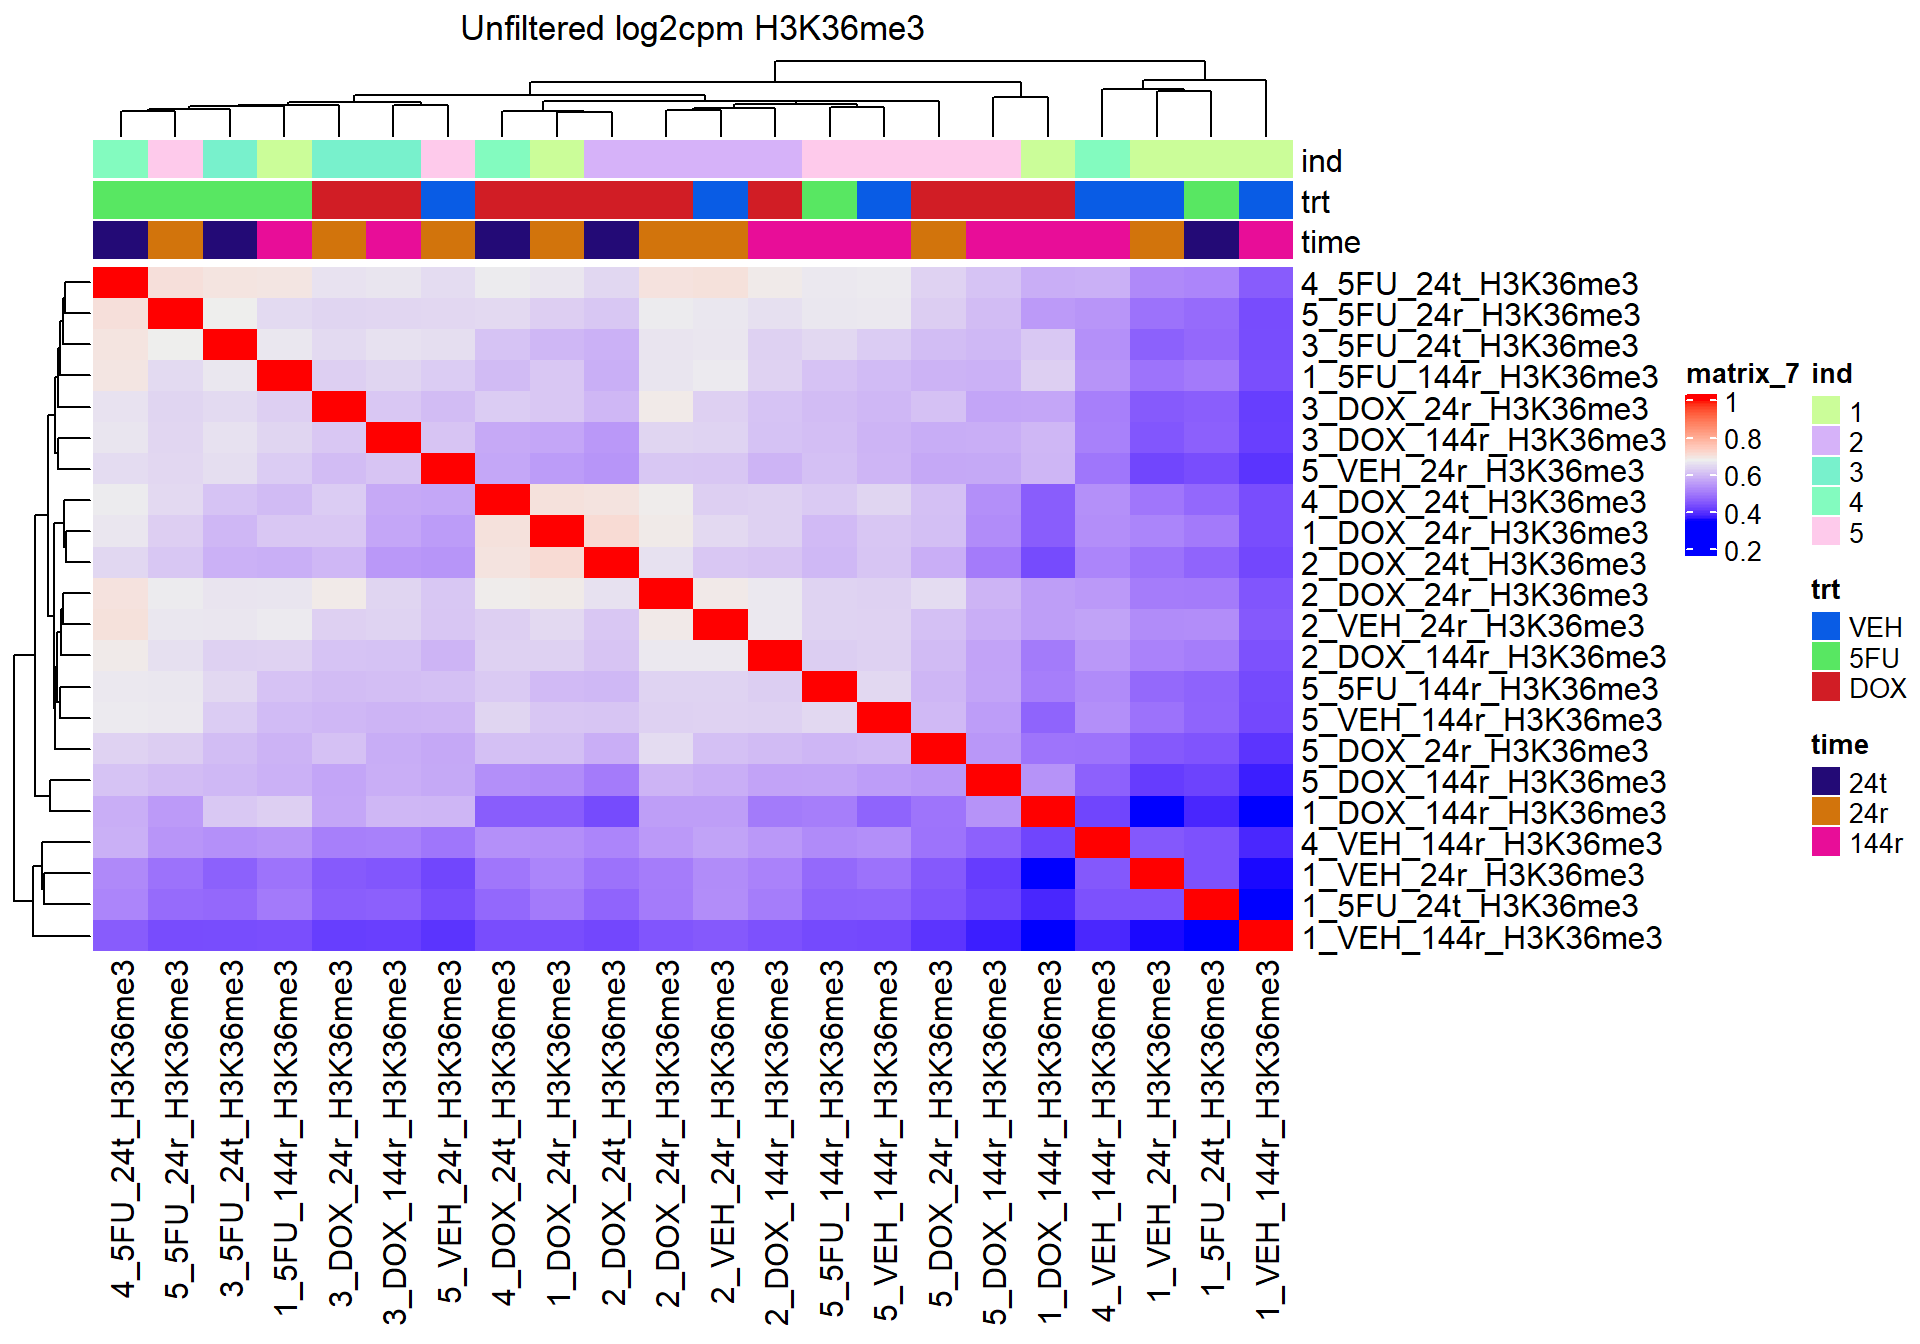 Unfiltered log2cpm H3K36me3
ind
trt
time
4_5FU_24t_H3K36me3
5_5FU_24r_H3K36me3
3_5FU_24t_H3K36me3
1_5FU_144r_H3K36me3
3_DOX_24r_H3K36me3
3_DOX_144r_H3K36me3
5_VEH_24r_H3K36me3
4_DOX_24t_H3K36me3
1_DOX_24r_H3K36me3
2_DOX_24t_H3K36me3
2_DOX_24r_H3K36me3
2_VEH_24r_H3K36me3
2_DOX_144r_H3K36me3
5_5FU_144r_H3K36me3
5_VEH_144r_H3K36me3
5_DOX_24r_H3K36me3
5_DOX_144r_H3K36me3
1_DOX_144r_H3K36me3
4_VEH_144r_H3K36me3
1_VEH_24r_H3K36me3
1_5FU_24t_H3K36me3
1_VEH_144r_H3K36me3
4_5FU_24t_H3K36me3
5_5FU_24r_H3K36me3
3_5FU_24t_H3K36me3
1_5FU_144r_H3K36me3
3_DOX_24r_H3K36me3
3_DOX_144r_H3K36me3
5_VEH_24r_H3K36me3
4_DOX_24t_H3K36me3
1_DOX_24r_H3K36me3
2_DOX_24t_H3K36me3
2_DOX_24r_H3K36me3
2_VEH_24r_H3K36me3
2_DOX_144r_H3K36me3
5_5FU_144r_H3K36me3
5_VEH_144r_H3K36me3
5_DOX_24r_H3K36me3
5_DOX_144r_H3K36me3
1_DOX_144r_H3K36me3
4_VEH_144r_H3K36me3
1_VEH_24r_H3K36me3
1_5FU_24t_H3K36me3
1_VEH_144r_H3K36me3
matrix_7
1
0.8
0.6
0.4
0.2
ind
1
2
3
4
5
trt
VEH
5FU
DOX
time
24t
24r
144r